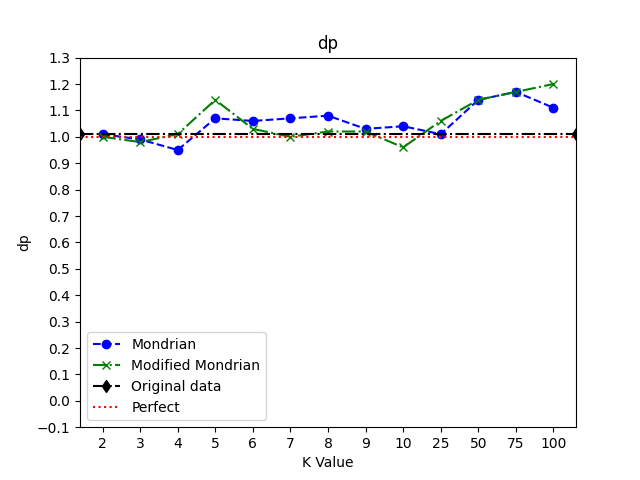 dp
1.3
1.2
1.1
1.0
0.9
0.8
0.7
0.6
0.5
0.4
0.3
0.2
0.1
0.0
−0.1
dp
Mondrian
Modified Mondrian
Original data
Perfect
2 3 4 5 6 7 8 9 10 25 50 75 100
K Value